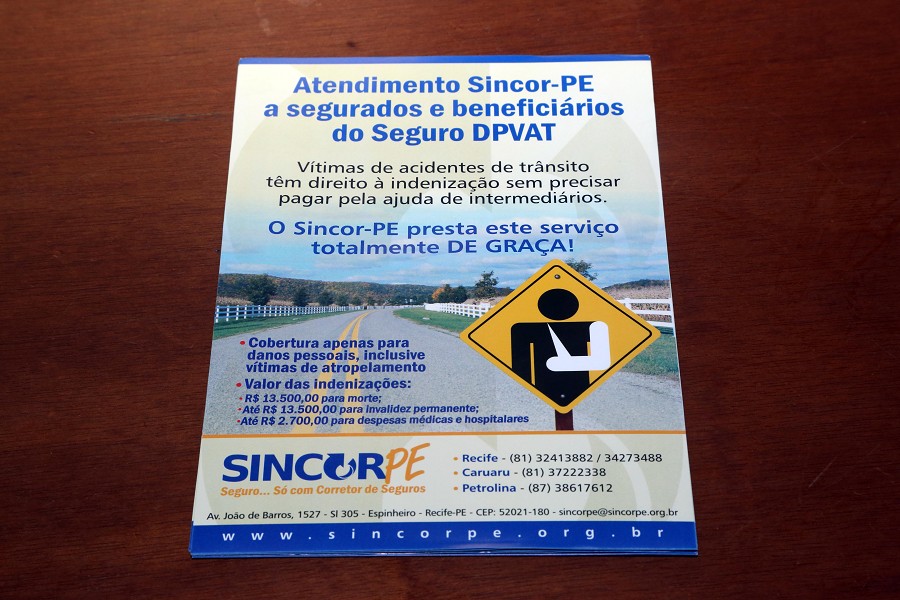 Atendimento Sincor-PE
a segurados e beneficiários
do Seguro DPVAT
Vítimas de acidentes de trânsito
têm direito à indenização sem precisar
pagar pela ajuda de intermediários.
O Sincor-PE presta este serviço
totalmente DE GRAÇA!
• Cobertura apenas para
danos pessoais, inclusive
vítimas de atropelamento
• Valor das indenizações:
• R$ 13.500,00 para morte;
• Até R$ 13.500,00 para invalidez permanente;
• Até R$ 2.700,00 para despesas médicas e hospitalares
SINCORPE
Seguro... Só com Corretor de Seguros
• Recife - (81) 32413882 / 34273488
• Caruaru - (81) 37222338
• Petrolina - (87) 38617612
Av. João de Barros, 1527 - Sl 305 - Espinheiro - Recife-PE - CEP: 52021-180 - sincorpe@sincorpe.org.br
www.sincorpe.org.br